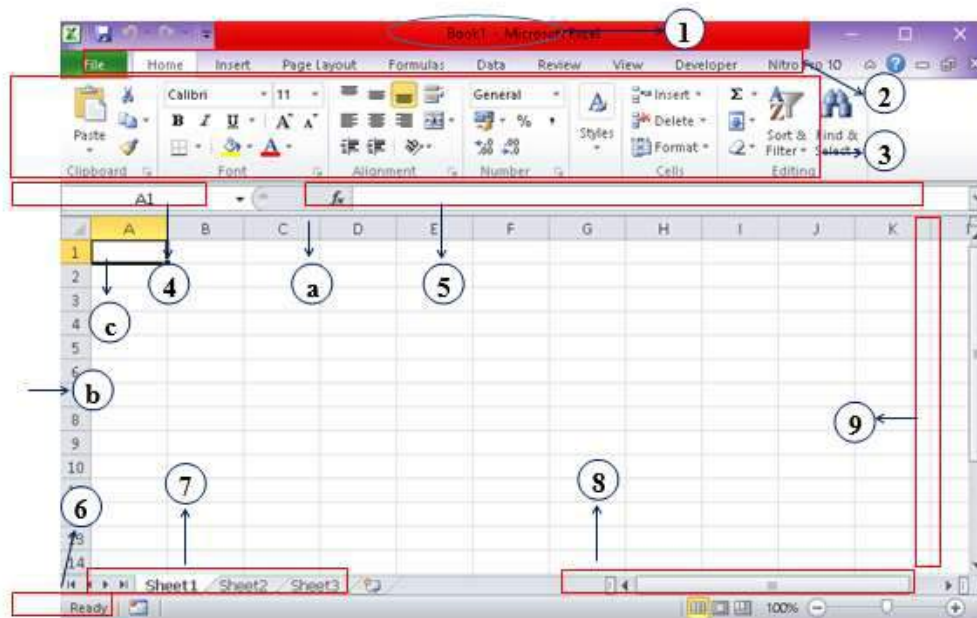 Book1 - Microsoft Excel 1
File Home Insert Page Layout Formulas Data Review View Developer Nitro Pro 10
2
Calibri 11 General Insert Σ
Paste B I U A A % Styles Delete Sort & Find &
Format Filter Select 3
Clipboard Font Alignment Number Cells Editing
A1 fx
A B C D E F G H I J K
1
2 4 a 5
3
4 c
5
6
b
8 9
9
10
7 8
6
13
14
Sheet1 Sheet2 Sheet3
Ready 100%